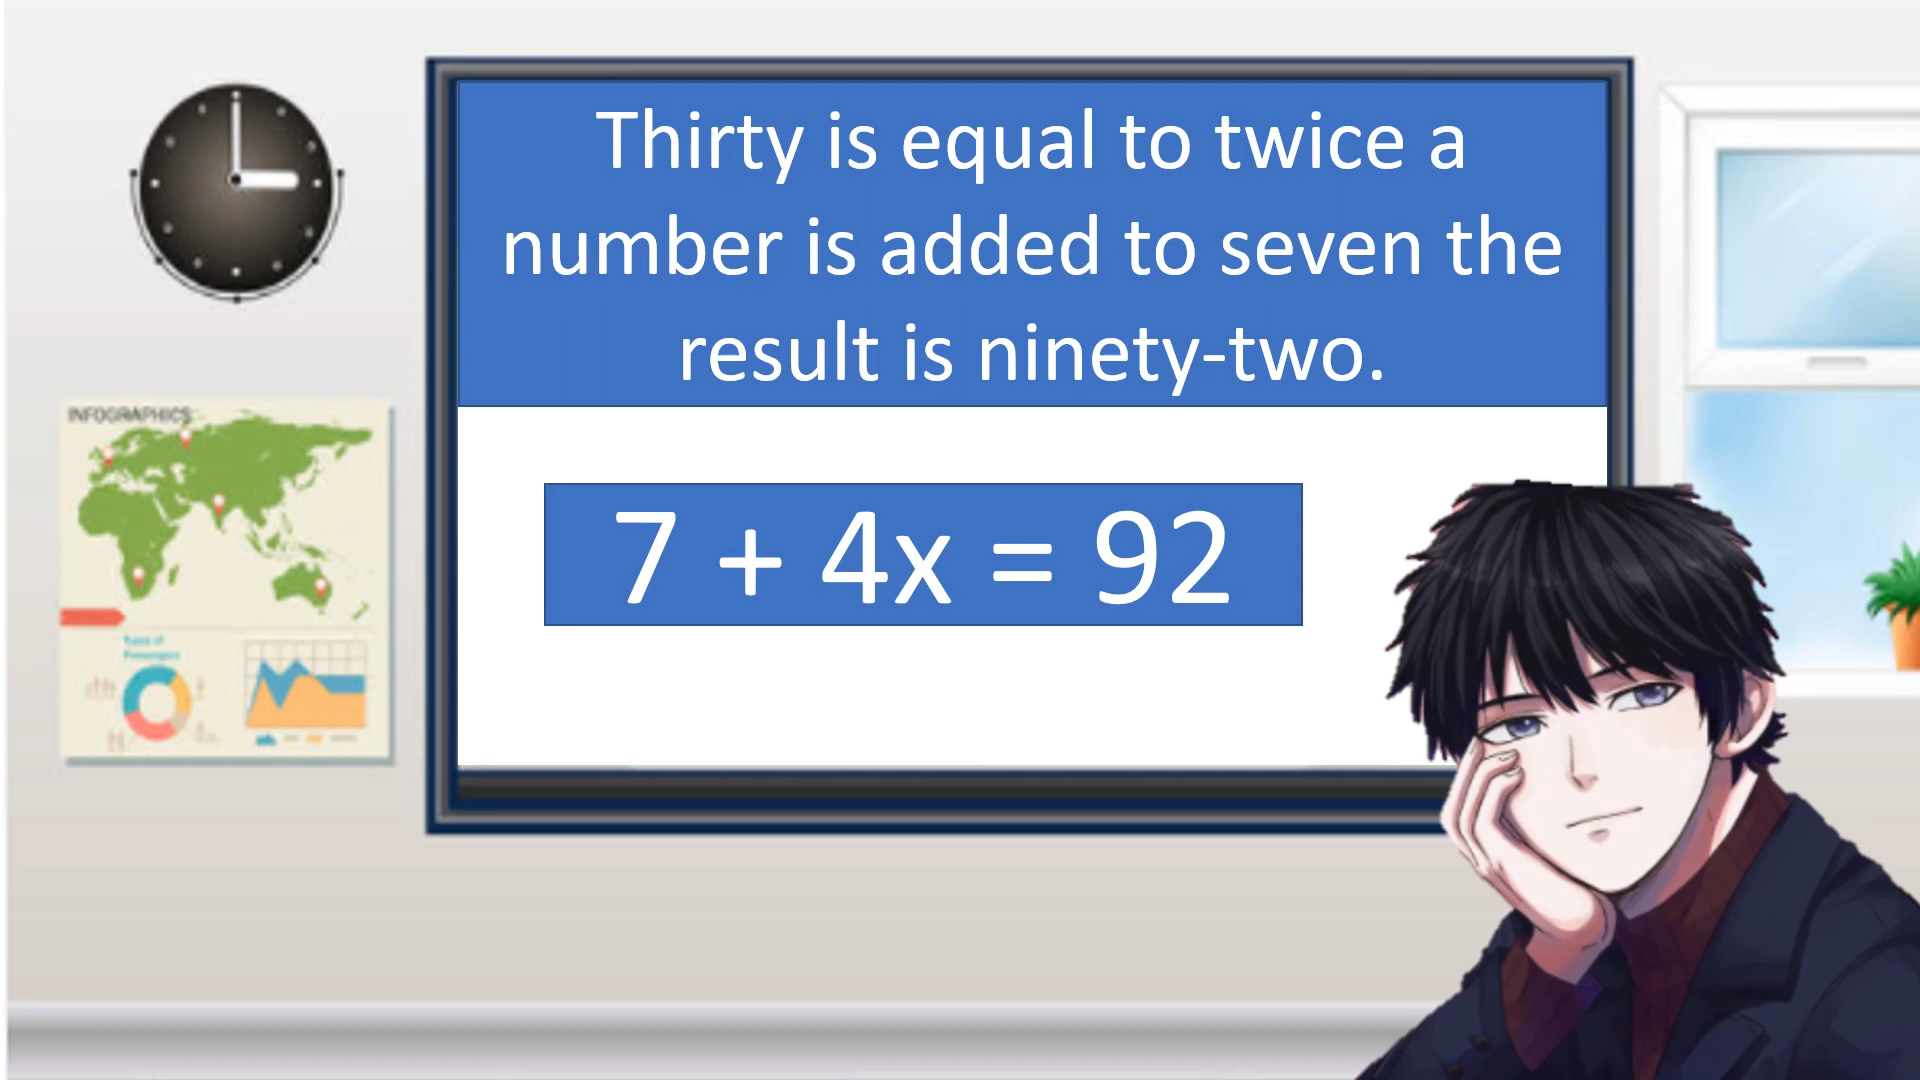 Thirty is equal to twice a
number is added to seven the
result is ninety-two.
INFOGRAPHICS
7 + 4x = 92